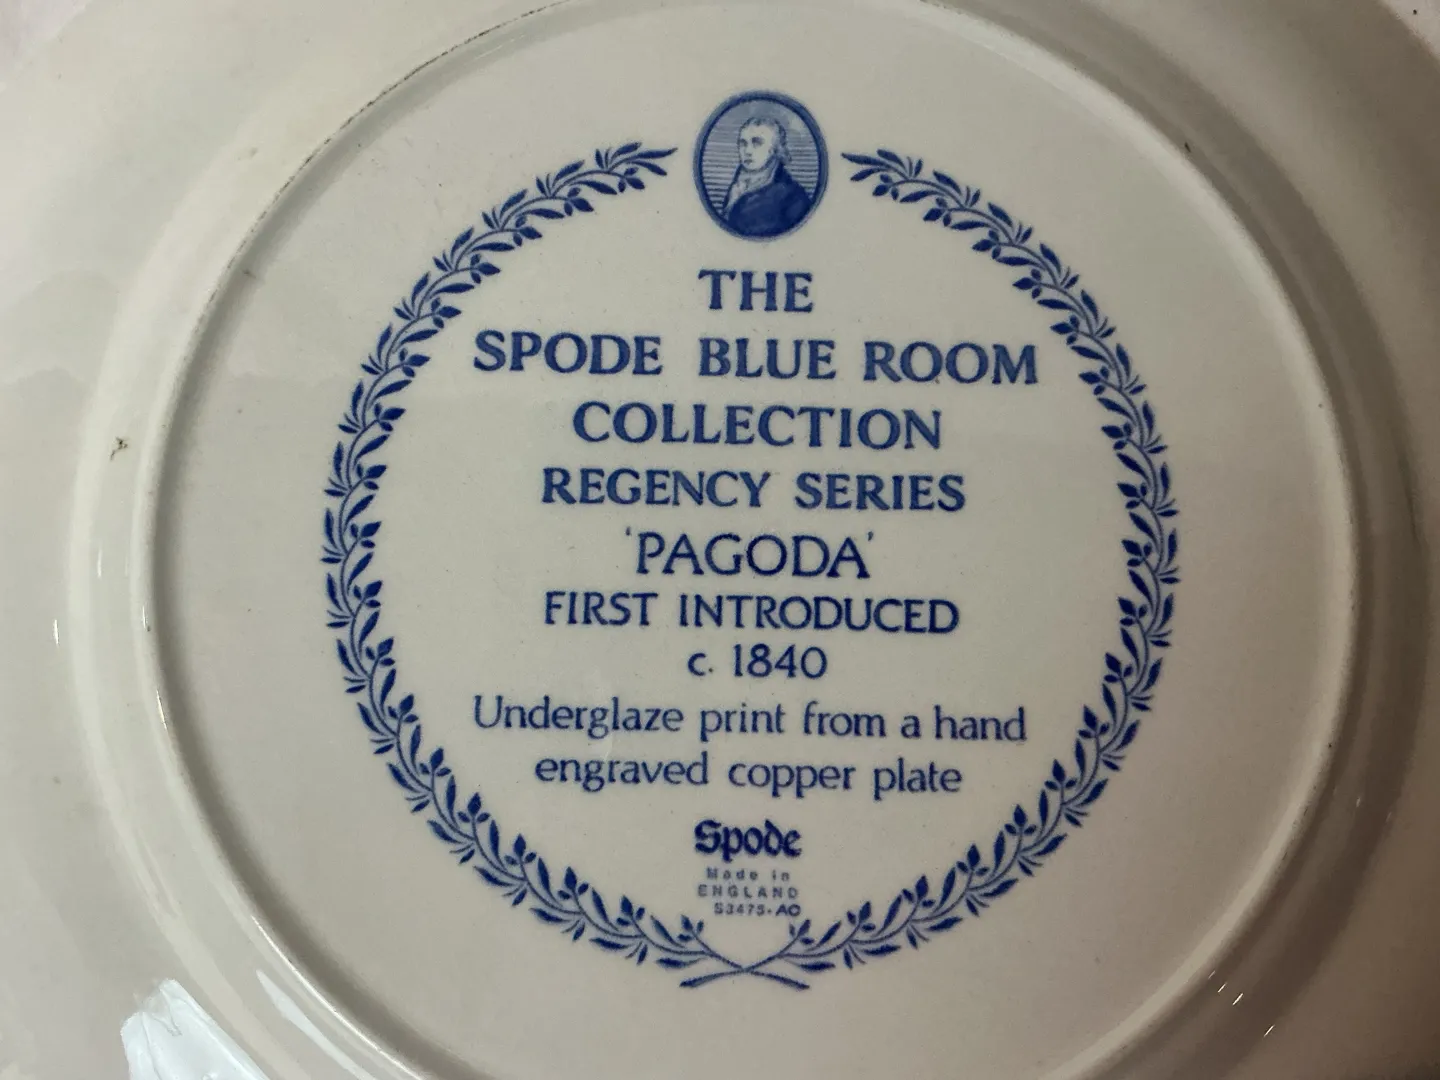 THE
SPODE BLUE ROOM
COLLECTION
REGENCY SERIES
'PAGODA'
FIRST INTRODUCED
c. 1840
Underglaze print from a hand
engraved copper plate
Spode
Made in
ENGLAND
S3475-AO